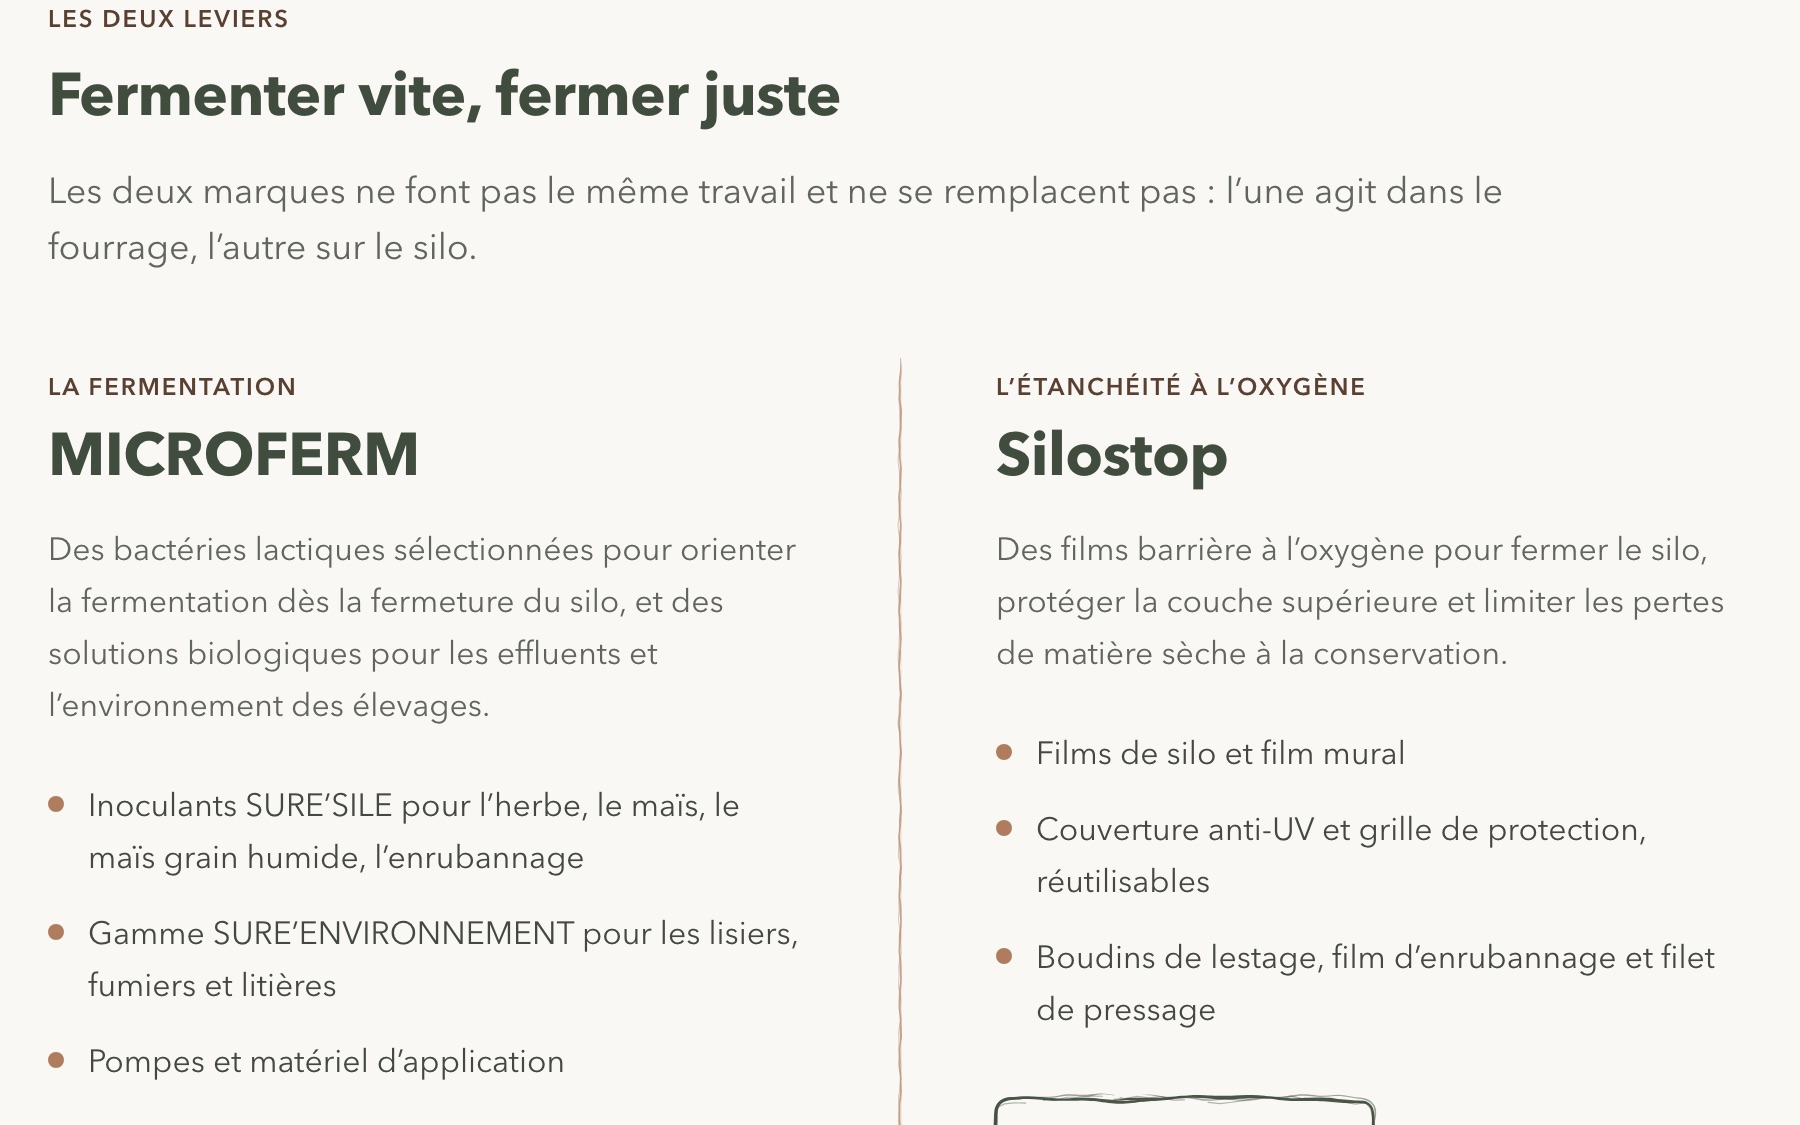 LES DEUX LEVIERS
Fermenter vite, fermer juste
Les deux marques ne font pas le même travail et ne se remplacent pas : l’une agit dans le
fourrage, l’autre sur le silo.
LA FERMENTATION
MICROFERM
Des bactéries lactiques sélectionnées pour orienter
la fermentation dès la fermeture du silo, et des
solutions biologiques pour les effluents et
l’environnement des élevages.
Inoculants SURE’SILE pour l’herbe, le maïs, le
maïs grain humide, l’enrubannage
Gamme SURE’ENVIRONNEMENT pour les lisiers,
fumiers et litières
Pompes et matériel d’application
L’ÉTANCHÉITÉ À L’OXYGÈNE
Silostop
Des films barrière à l’oxygène pour fermer le silo,
protéger la couche supérieure et limiter les pertes
de matière sèche à la conservation.
Films de silo et film mural
Couverture anti-UV et grille de protection,
réutilisables
Boudins de lestage, film d’enrubannage et filet
de pressage